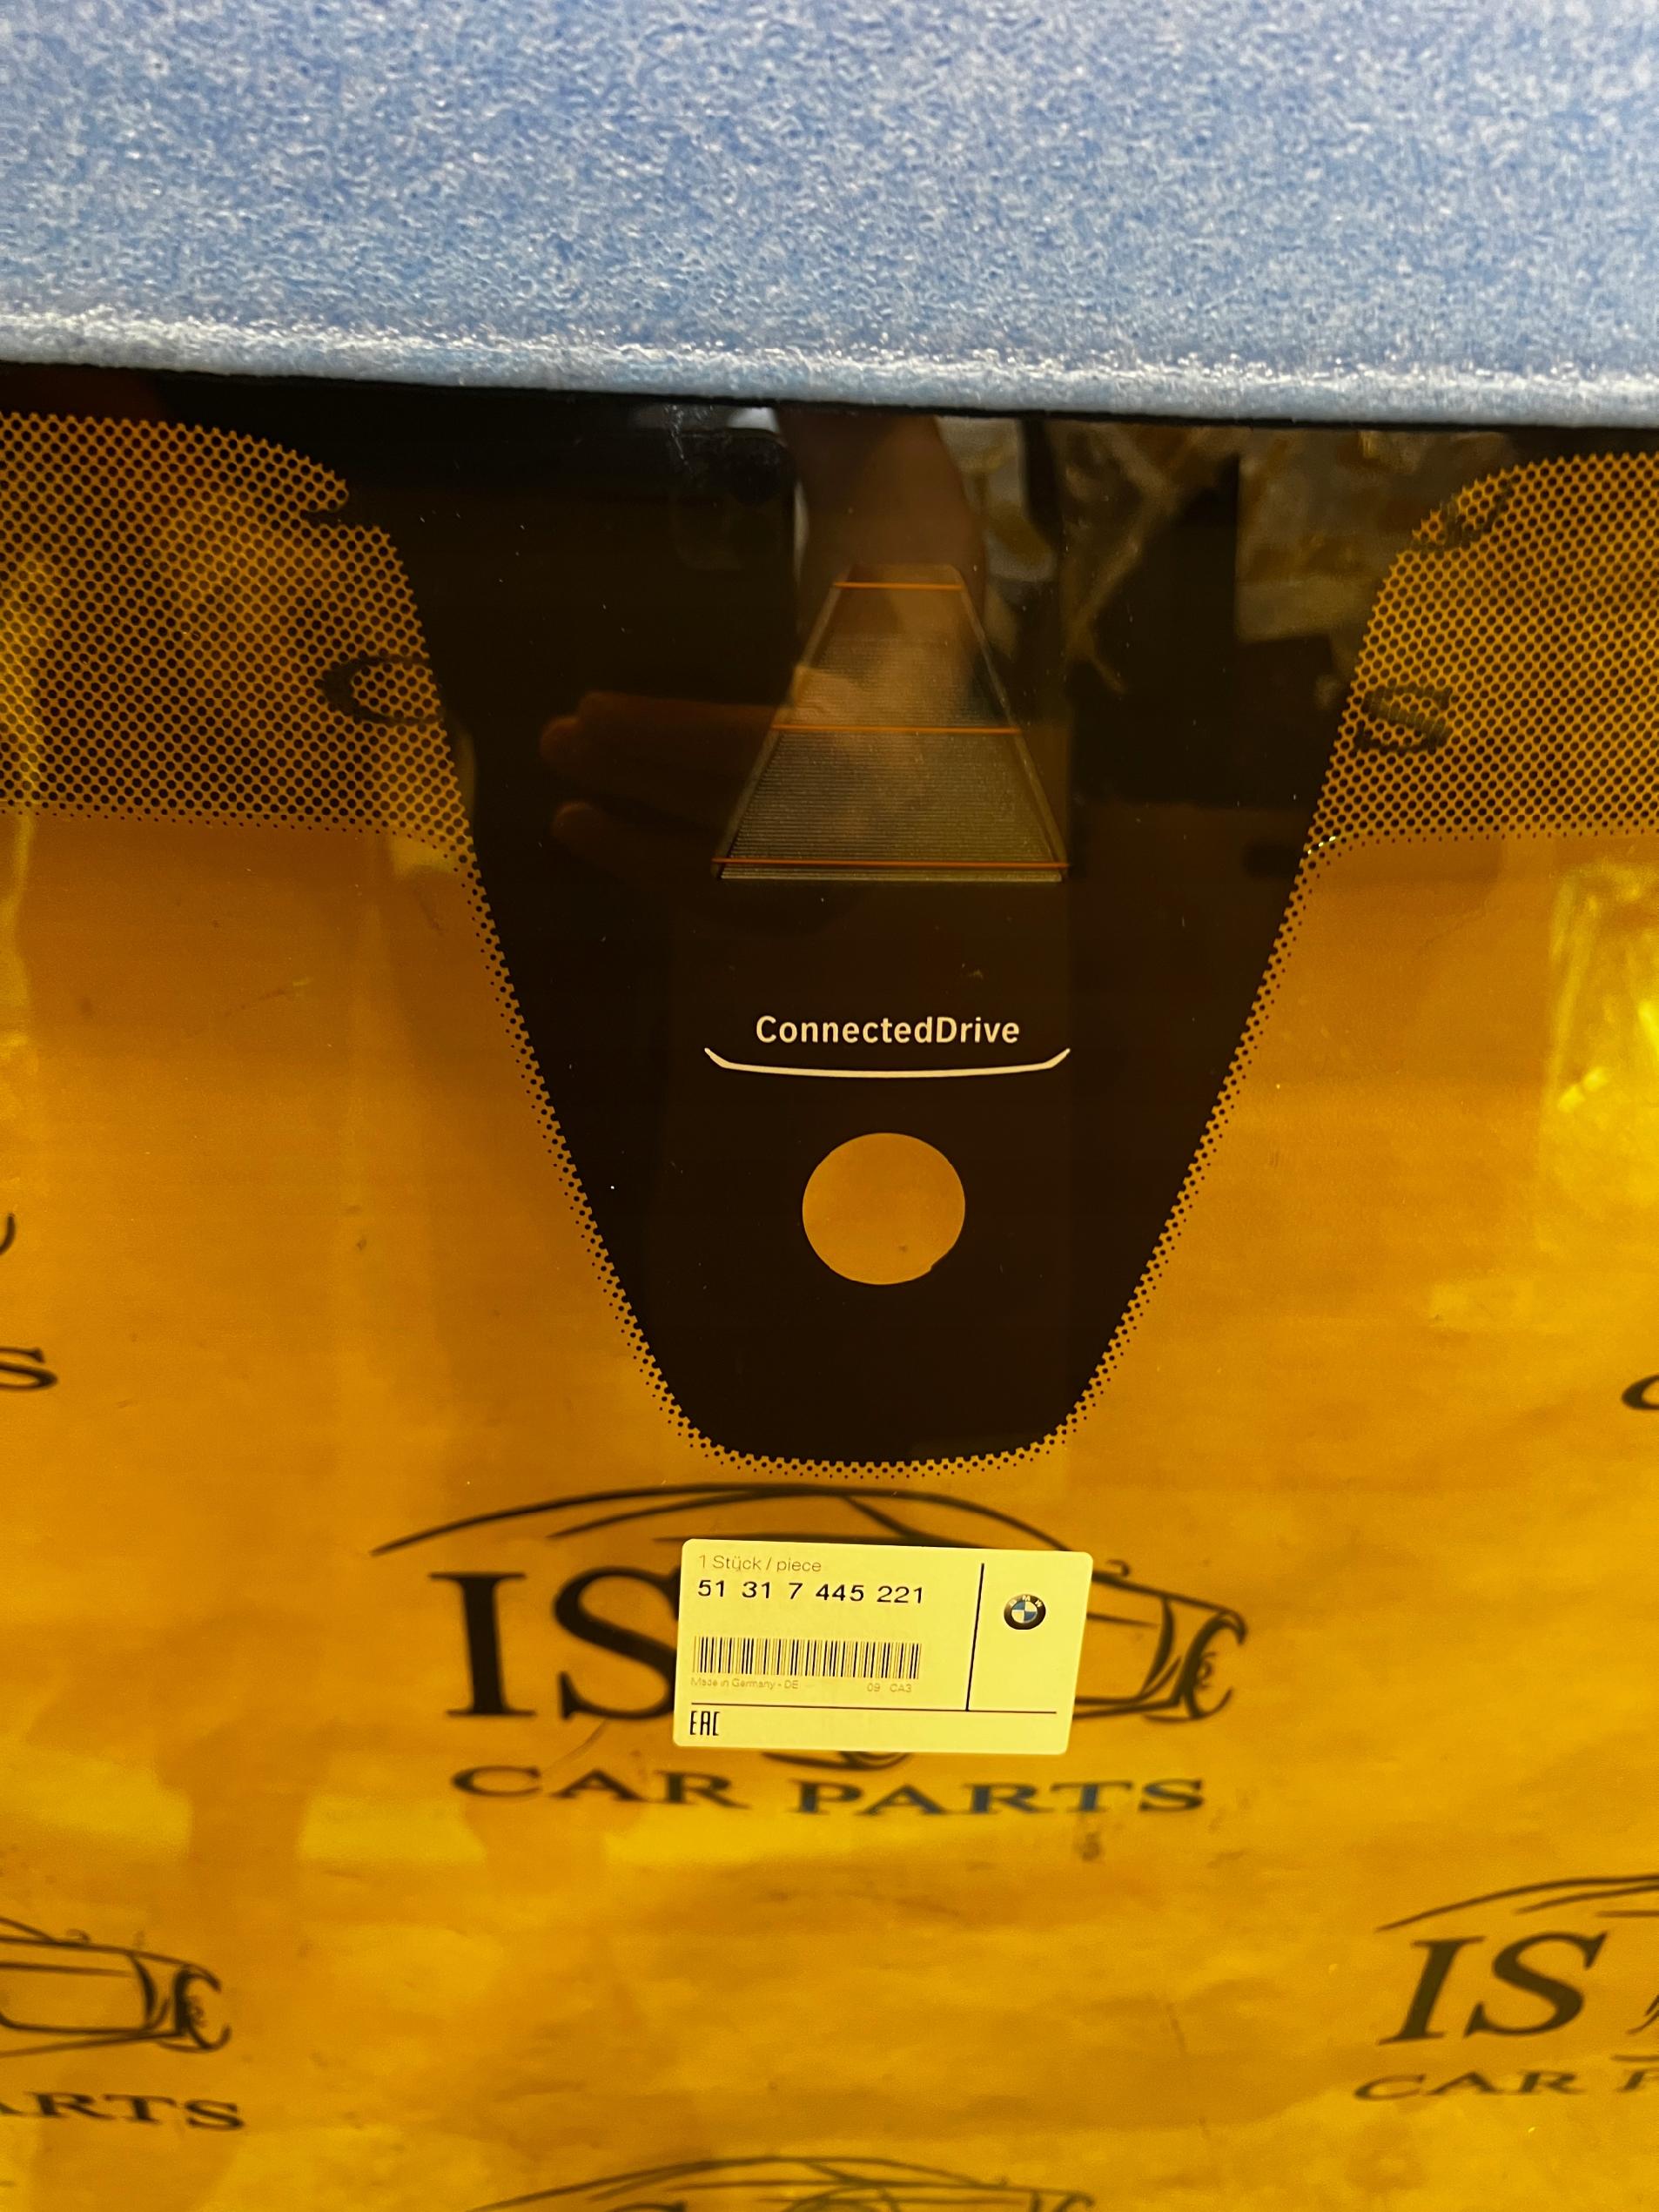 ConnectedDrive
1 Stück / piece
51 31 7 445 221
Made in Germany - DE 09 CA3
EAC
IS
CAR PARTS
S
IS
CAR P
ARTS